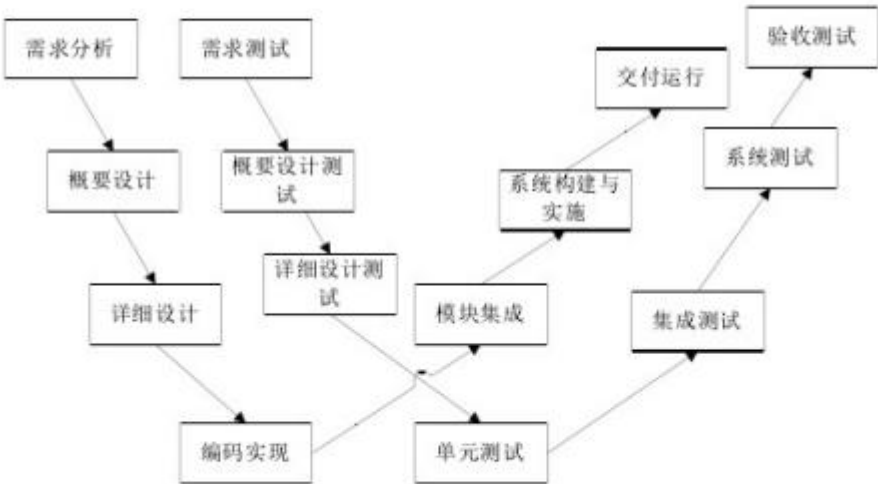 需求分析
需求测试
验收测试
交付运行
概要设计
概要设计测
试
系统测试
系统构建与
实施
详细设计测
试
详细设计
模块集成
集成测试
编码实现
单元测试